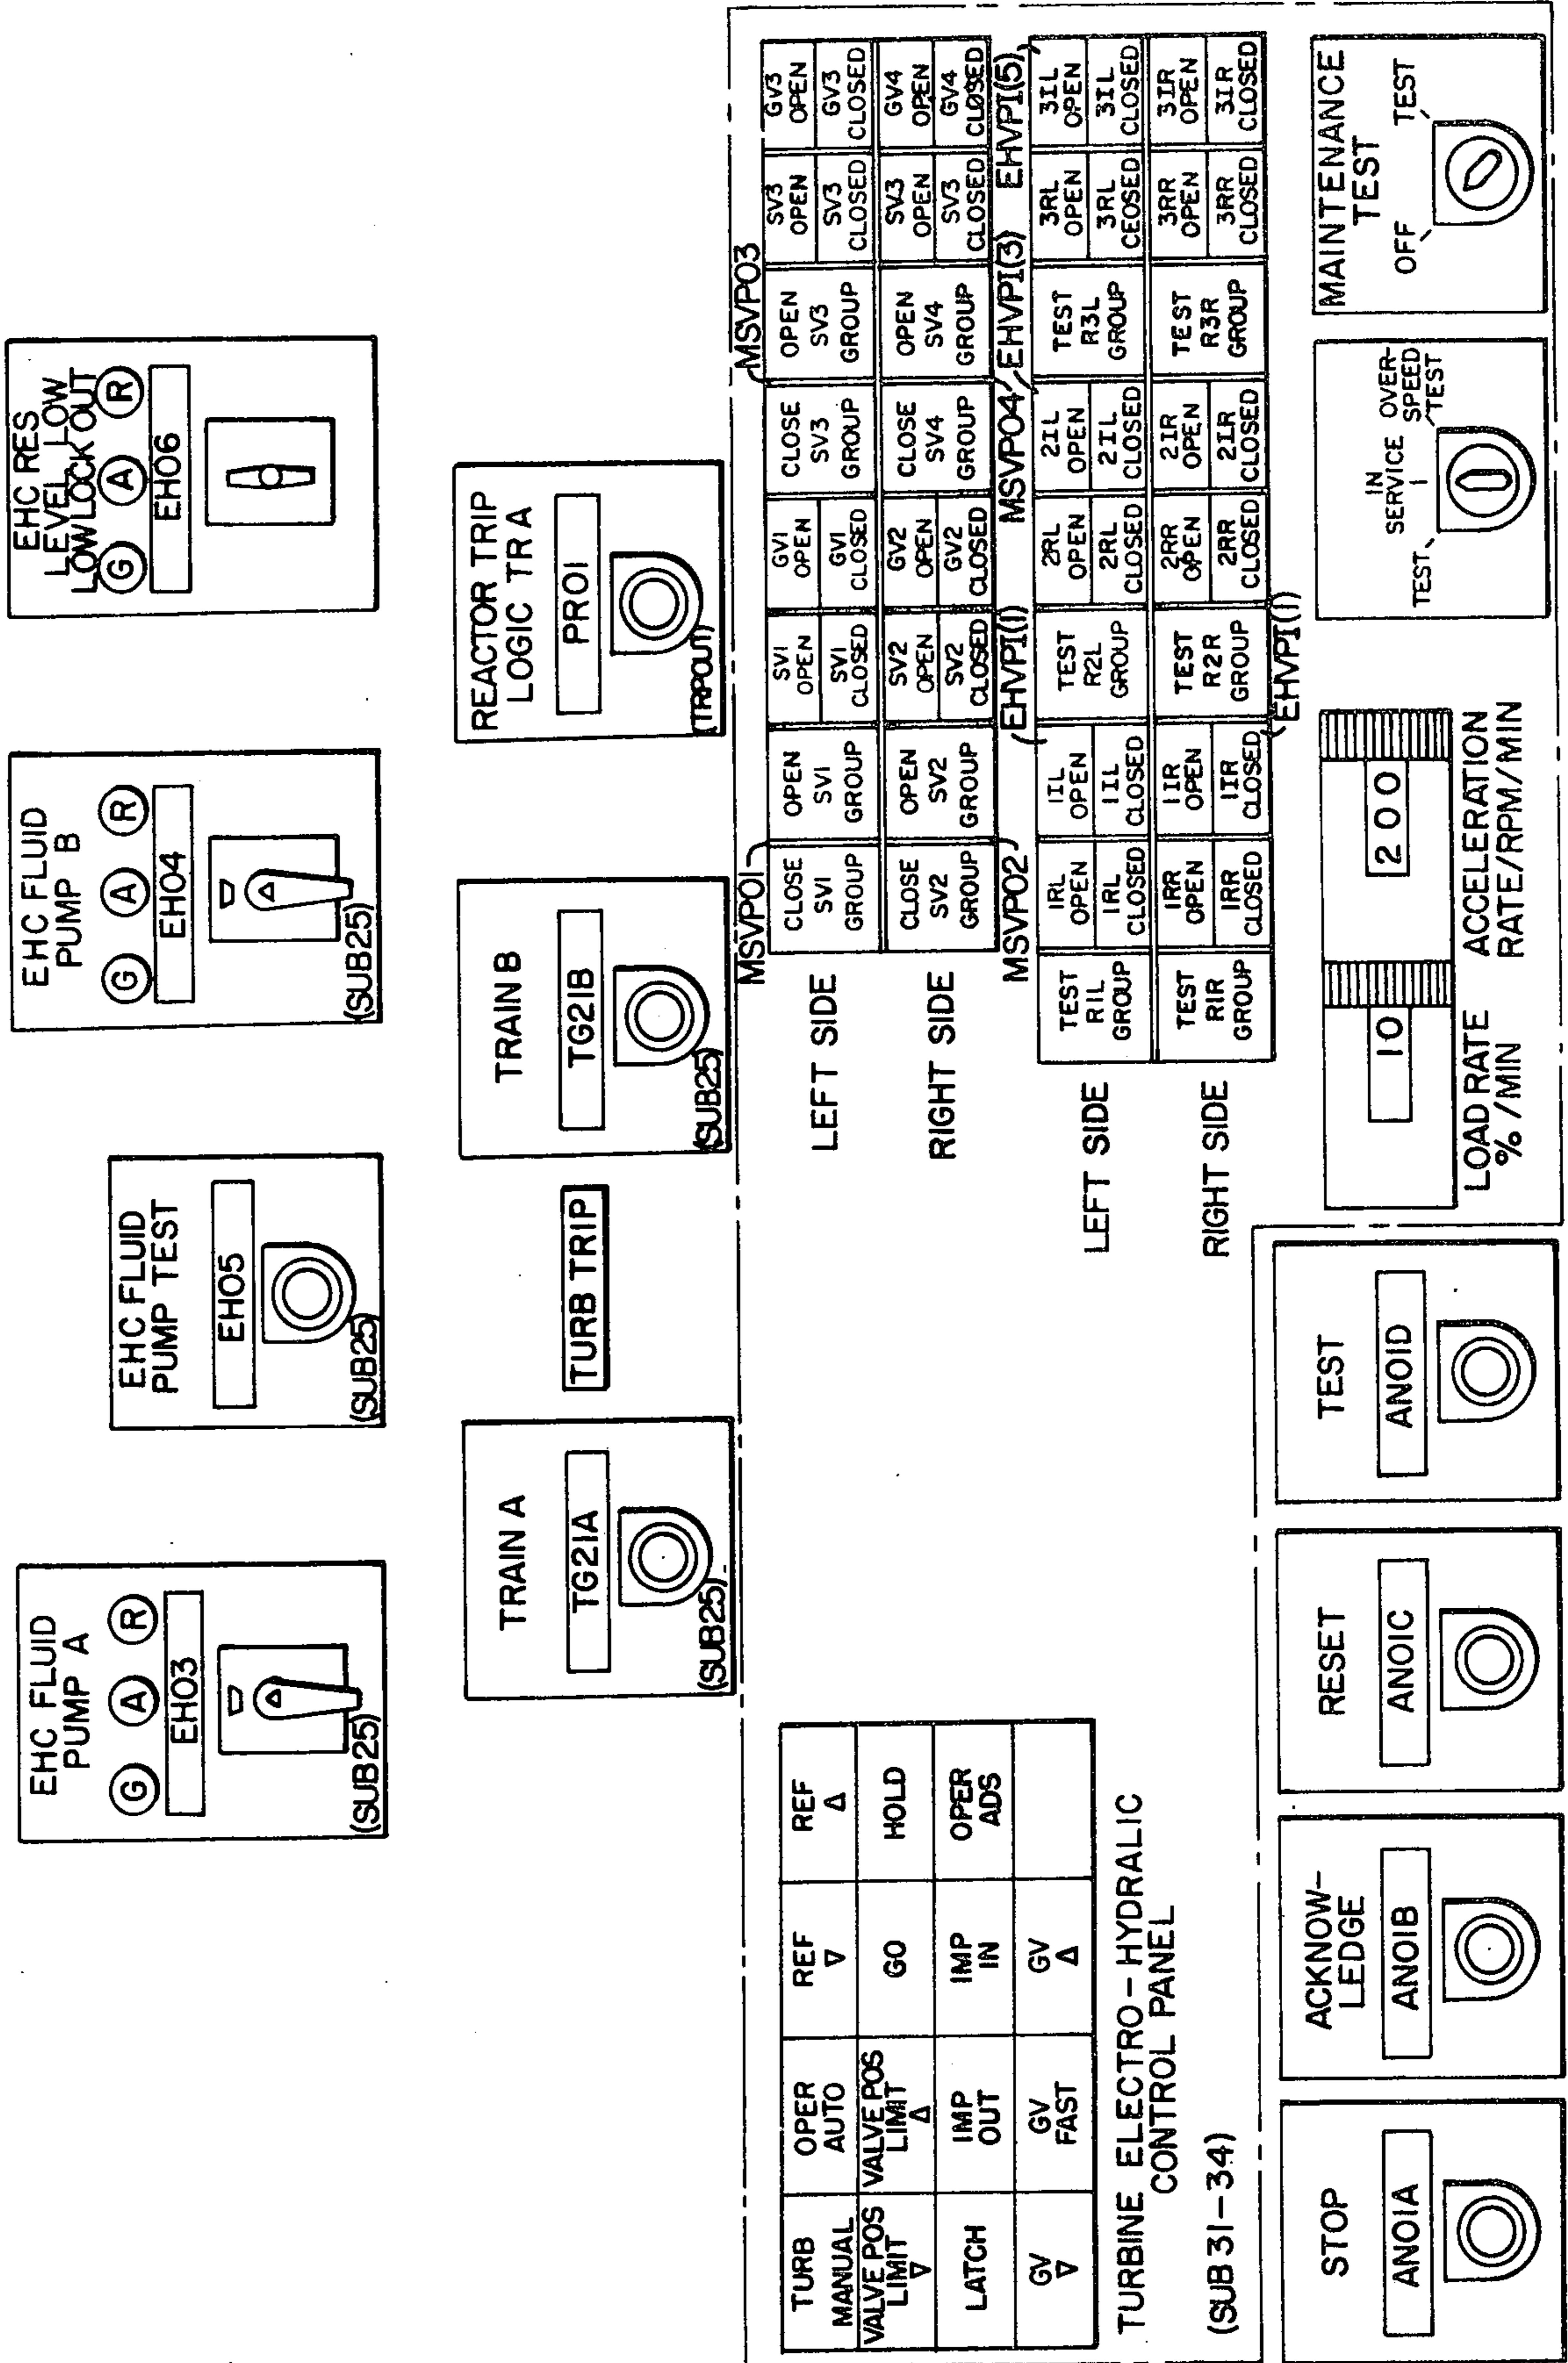 EHC FLUID
PUMP A
G A R
EH03
(SUB25)
EHC FLUID
PUMP TEST
EH05
(SUB25)
EHC FLUID
PUMP B
G A R
EH04
(SUB25)
EHC RES
LEVEL LOW
LOW LOCK OUT
G A R
EH06
TRAIN A
TG21A
(SUB25)
TURB TRIP
TRAIN B
TG21B
(SUB25)
REACTOR TRIP
LOGIC TR A
PR01
(TRPOUT)
TURB
MANUAL
OPER
AUTO
REF
▽
REF
Δ
VALVE POS
LIMIT
▽
VALVE POS
LIMIT
Δ
GO
HOLD
LATCH
IMP
OUT
IMP
IN
OPER
ADS
GV
▽
GV
FAST
GV
Δ
TURBINE ELECTRO-HYDRALIC
CONTROL PANEL
(SUB 31-34)
MSVP01
MSVP03
LEFT SIDE
CLOSE
SV1
GROUP
OPEN
SV1
GROUP
SV1
OPEN
SV1
CLOSED
GV1
OPEN
GV1
CLOSED
CLOSE
SV3
GROUP
OPEN
SV3
GROUP
SV3
OPEN
SV3
CLOSED
GV3
OPEN
GV3
CLOSED
RIGHT SIDE
CLOSE
SV2
GROUP
OPEN
SV2
GROUP
SV2
OPEN
SV2
CLOSED
GV2
OPEN
GV2
CLOSED
CLOSE
SV4
GROUP
OPEN
SV4
GROUP
SV3
OPEN
SV3
CLOSED
GV4
OPEN
GV4
CLOSED
MSVP02
EHVPI(1)
MSVP04
EHVPI(3)
EHVPI(5)
LEFT SIDE
TEST
R1L
GROUP
1RL
OPEN
1RL
CLOSED
1IL
OPEN
1IL
CLOSED
TEST
R2L
GROUP
2RL
OPEN
2RL
CLOSED
2IL
OPEN
2IL
CLOSED
TEST
R3L
GROUP
3RL
OPEN
3RL
CEOSED
3IL
OPEN
3IL
CLOSED
RIGHT SIDE
TEST
R1R
GROUP
1RR
OPEN
1RR
CLOSED
1IR
OPEN
1IR
CLOSED
TEST
R2R
GROUP
2RR
OPEN
2RR
CLOSED
2IR
OPEN
2IR
CLOSED
TEST
R3R
GROUP
3RR
OPEN
3RR
CLOSED
3IR
OPEN
3IR
CLOSED
EHVPI(1)
10
200
LOAD RATE
%/MIN
ACCELERATION
RATE/RPM/MIN
TEST
IN
SERVICE
OVER-
SPEED
TEST
MAINTENANCE
TEST
OFF
TEST
STOP
AN01A
ACKNOW-
LEDGE
AN01B
RESET
AN01C
TEST
AN01D